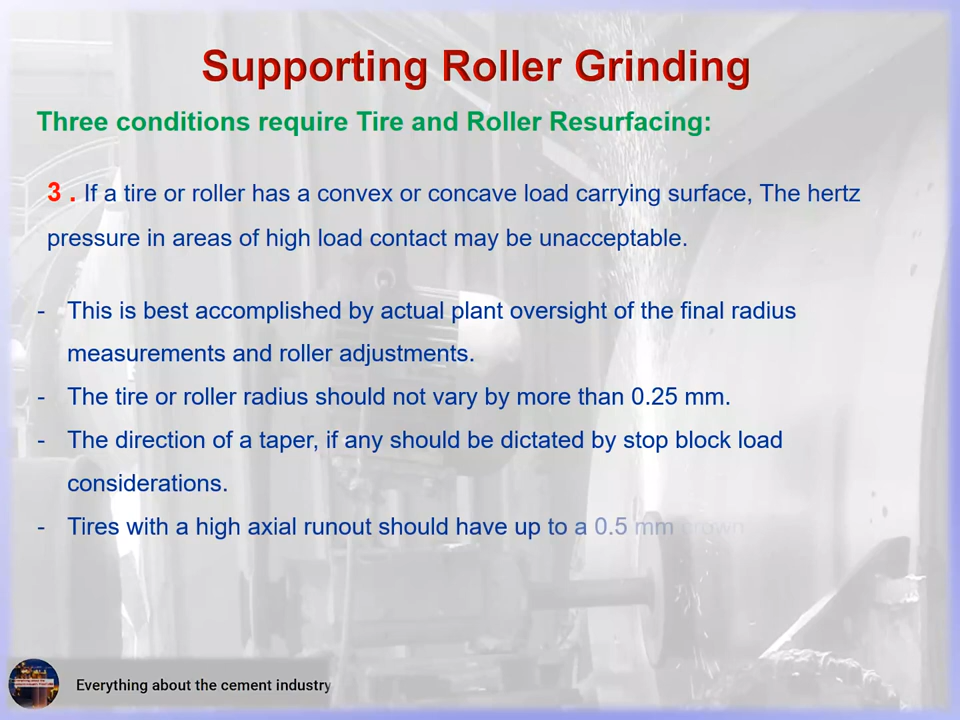 Supporting Roller Grinding
Three conditions require Tire and Roller Resurfacing:
3 . If a tire or roller has a convex or concave load carrying surface, The hertz
pressure in areas of high load contact may be unacceptable.
- This is best accomplished by actual plant oversight of the final radius
measurements and roller adjustments.
- The tire or roller radius should not vary by more than 0.25 mm.
- The direction of a taper, if any should be dictated by stop block load
considerations.
- Tires with a high axial runout should have up to a 0.5 mm crown
Everything about the cement industry